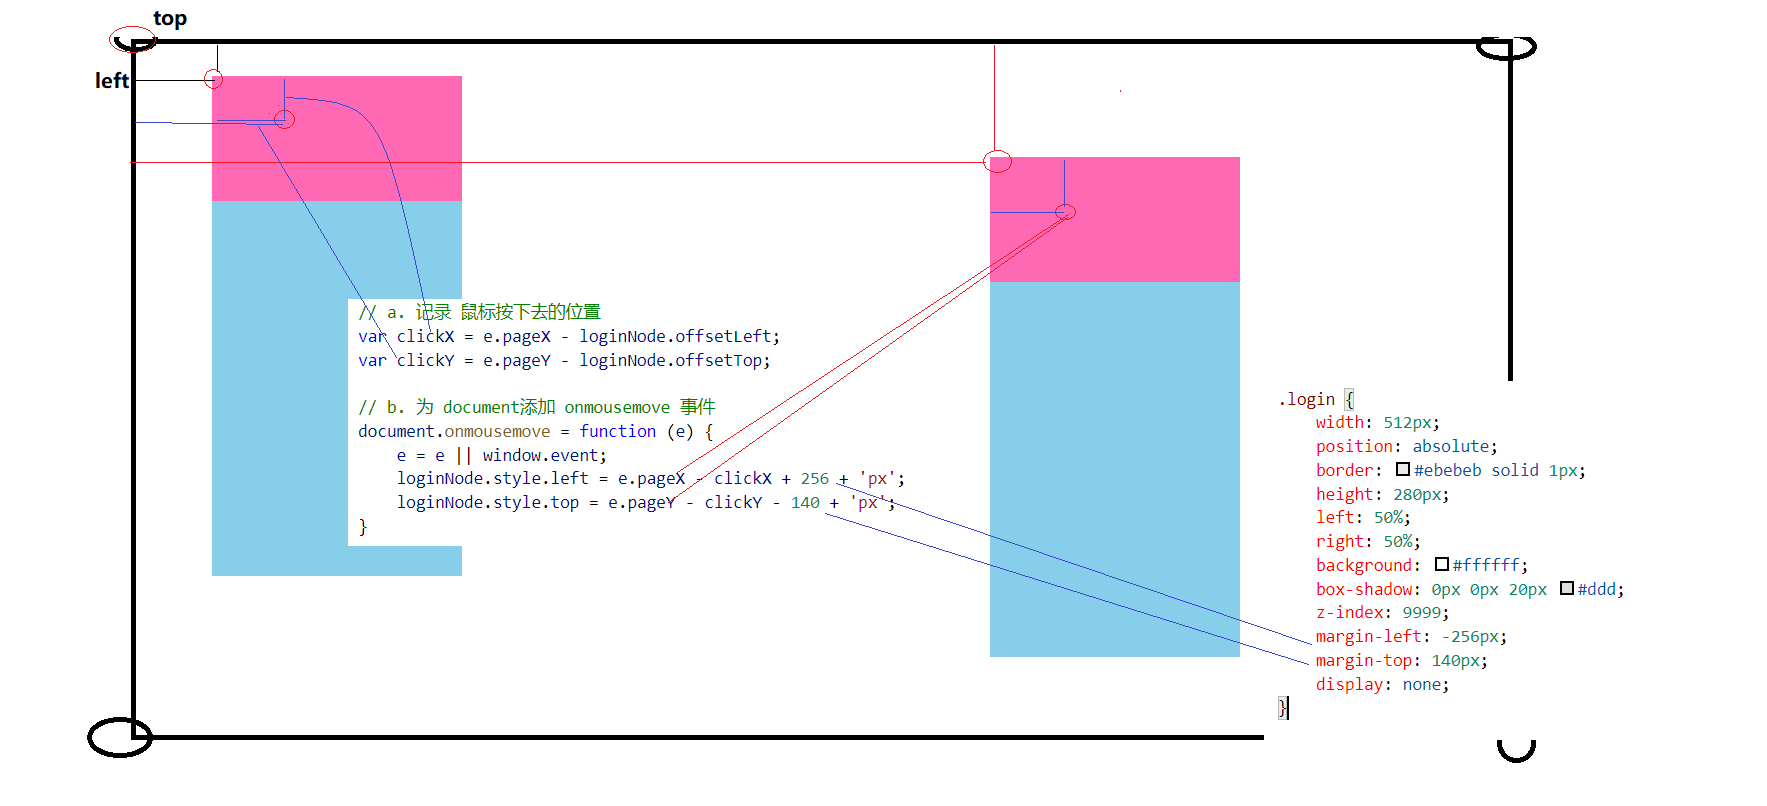 top
left
// a. 记录 鼠标按下去的位置
var clickX = e.pageX - loginNode.offsetLeft;
var clickY = e.pageY - loginNode.offsetTop;
// b. 为 document添加 onmousemove 事件
document.onmousemove = function (e) {
e = e || window.event;
loginNode.style.left = e.pageX - clickX + 256 + 'px';
loginNode.style.top = e.pageY - clickY - 140 + 'px';
}
.login {
width: 512px;
position: absolute;
border: #ebebeb solid 1px;
height: 280px;
left: 50%;
right: 50%;
background: #ffffff;
box-shadow: 0px 0px 20px #ddd;
z-index: 9999;
margin-left: -256px;
margin-top: 140px;
display: none;
}